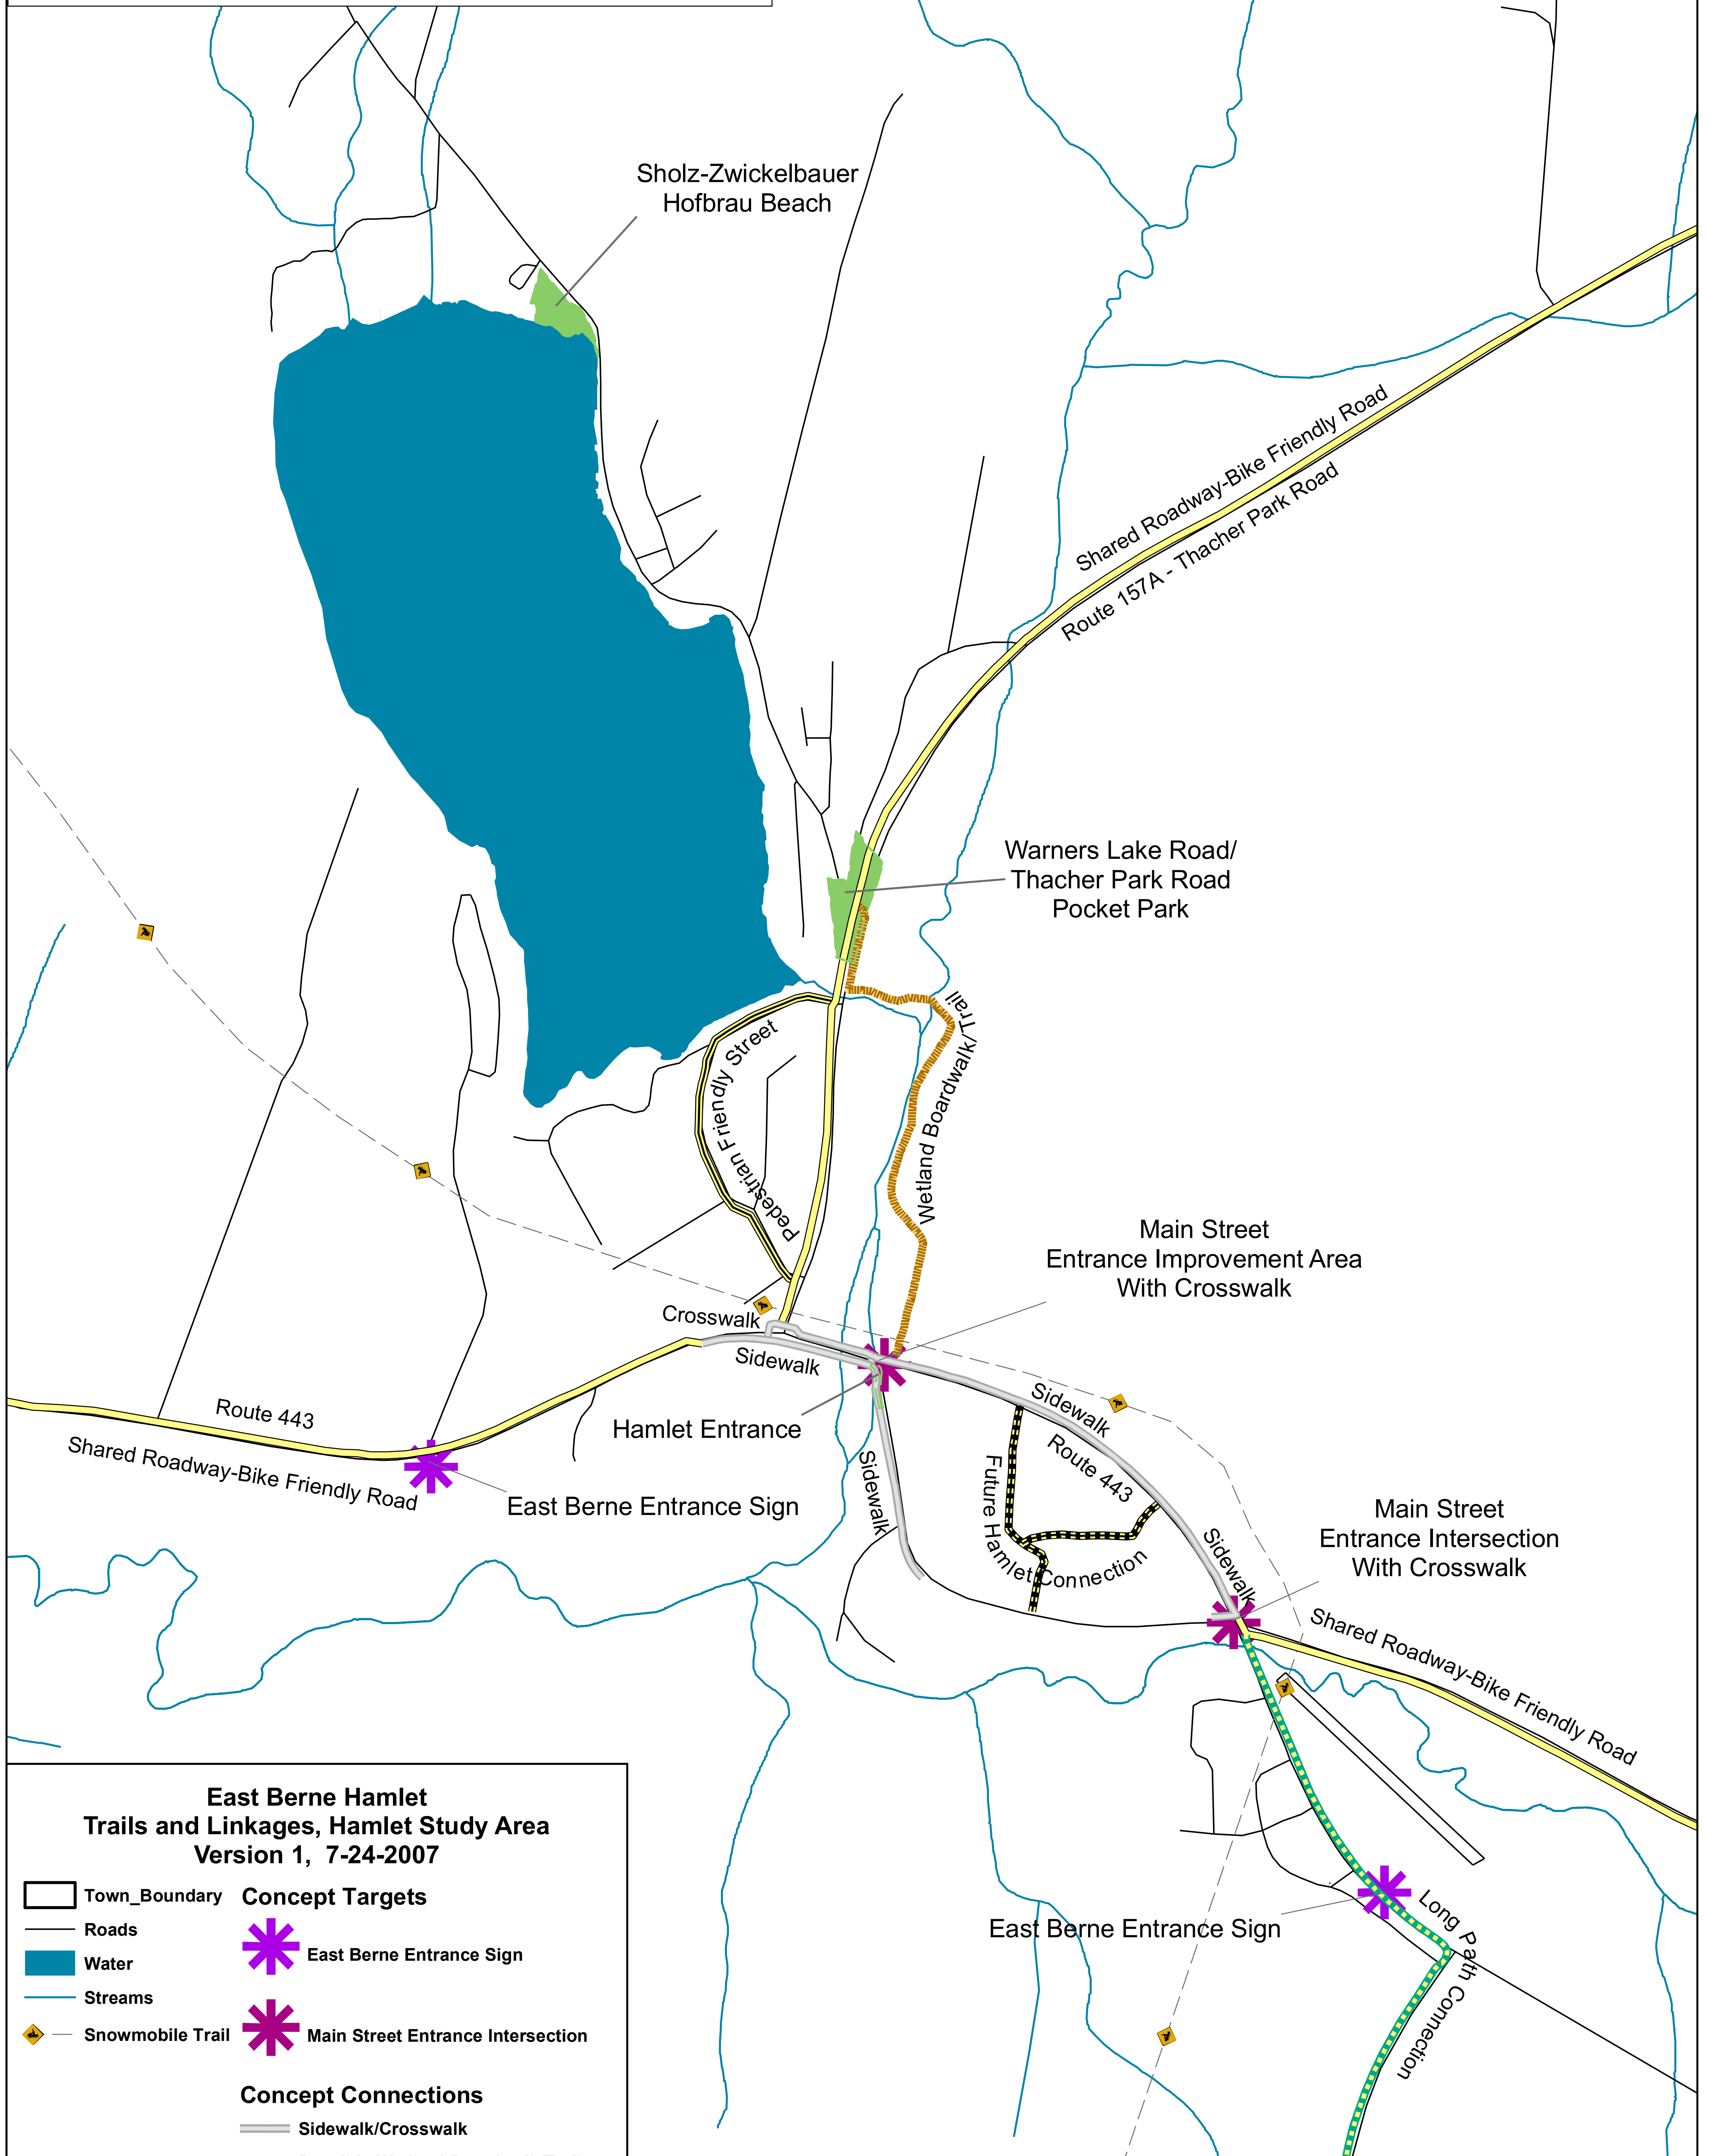 Sholz-Zwickelbauer
Hofbrau Beach
Shared Roadway-Bike Friendly Road
Route 157A - Thacher Park Road
Warners Lake Road/
Thacher Park Road
Pocket Park
Wetland Boardwalk/Trail
Pedestrian Friendly Street
Main Street
Entrance Improvement Area
With Crosswalk
Crosswalk
Sidewalk
Sidewalk
Route 443
Hamlet Entrance
Route 443
Shared Roadway-Bike Friendly Road
Sidewalk
Future Hamlet Connection
East Berne Entrance Sign
Main Street
Entrance Intersection
With Crosswalk
Sidewalk
Shared Roadway-Bike Friendly Road
East Berne Entrance Sign
Long Path Connection
East Berne Hamlet
Trails and Linkages, Hamlet Study Area
Version 1, 7-24-2007
Town_Boundary
Roads
Water
Streams
Snowmobile Trail
Concept Targets
East Berne Entrance Sign
Main Street Entrance Intersection
Concept Connections
Sidewalk/Crosswalk